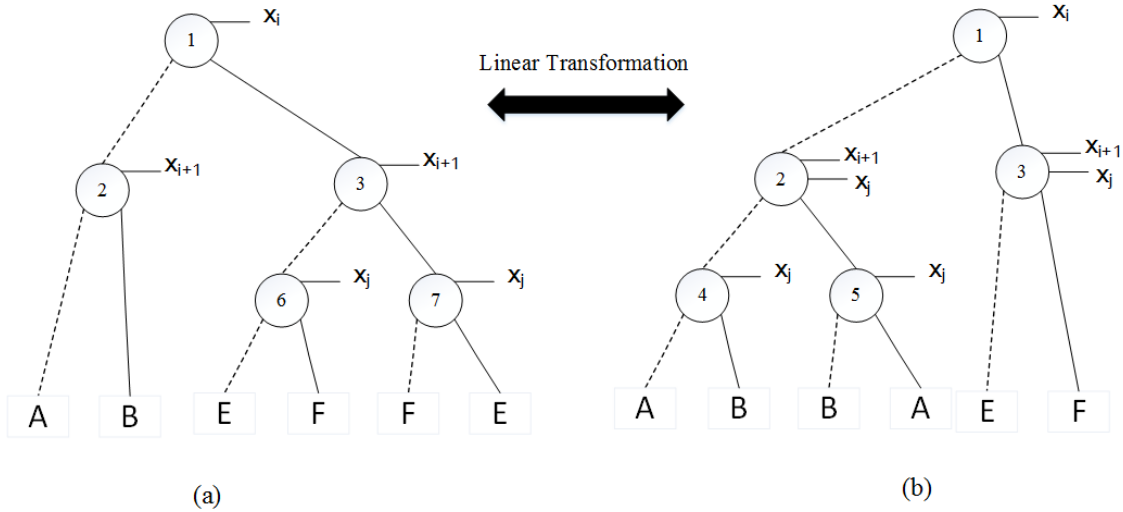 1 xᵢ
Linear Transformation
1 xᵢ
2 xᵢ₊₁
3 xᵢ₊₁
2 xᵢ₊₁
xⱼ
3 xᵢ₊₁
xⱼ
6 xⱼ
7 xⱼ
4 xⱼ
5 xⱼ
A B E F F E
A B B A E F
(a)
(b)